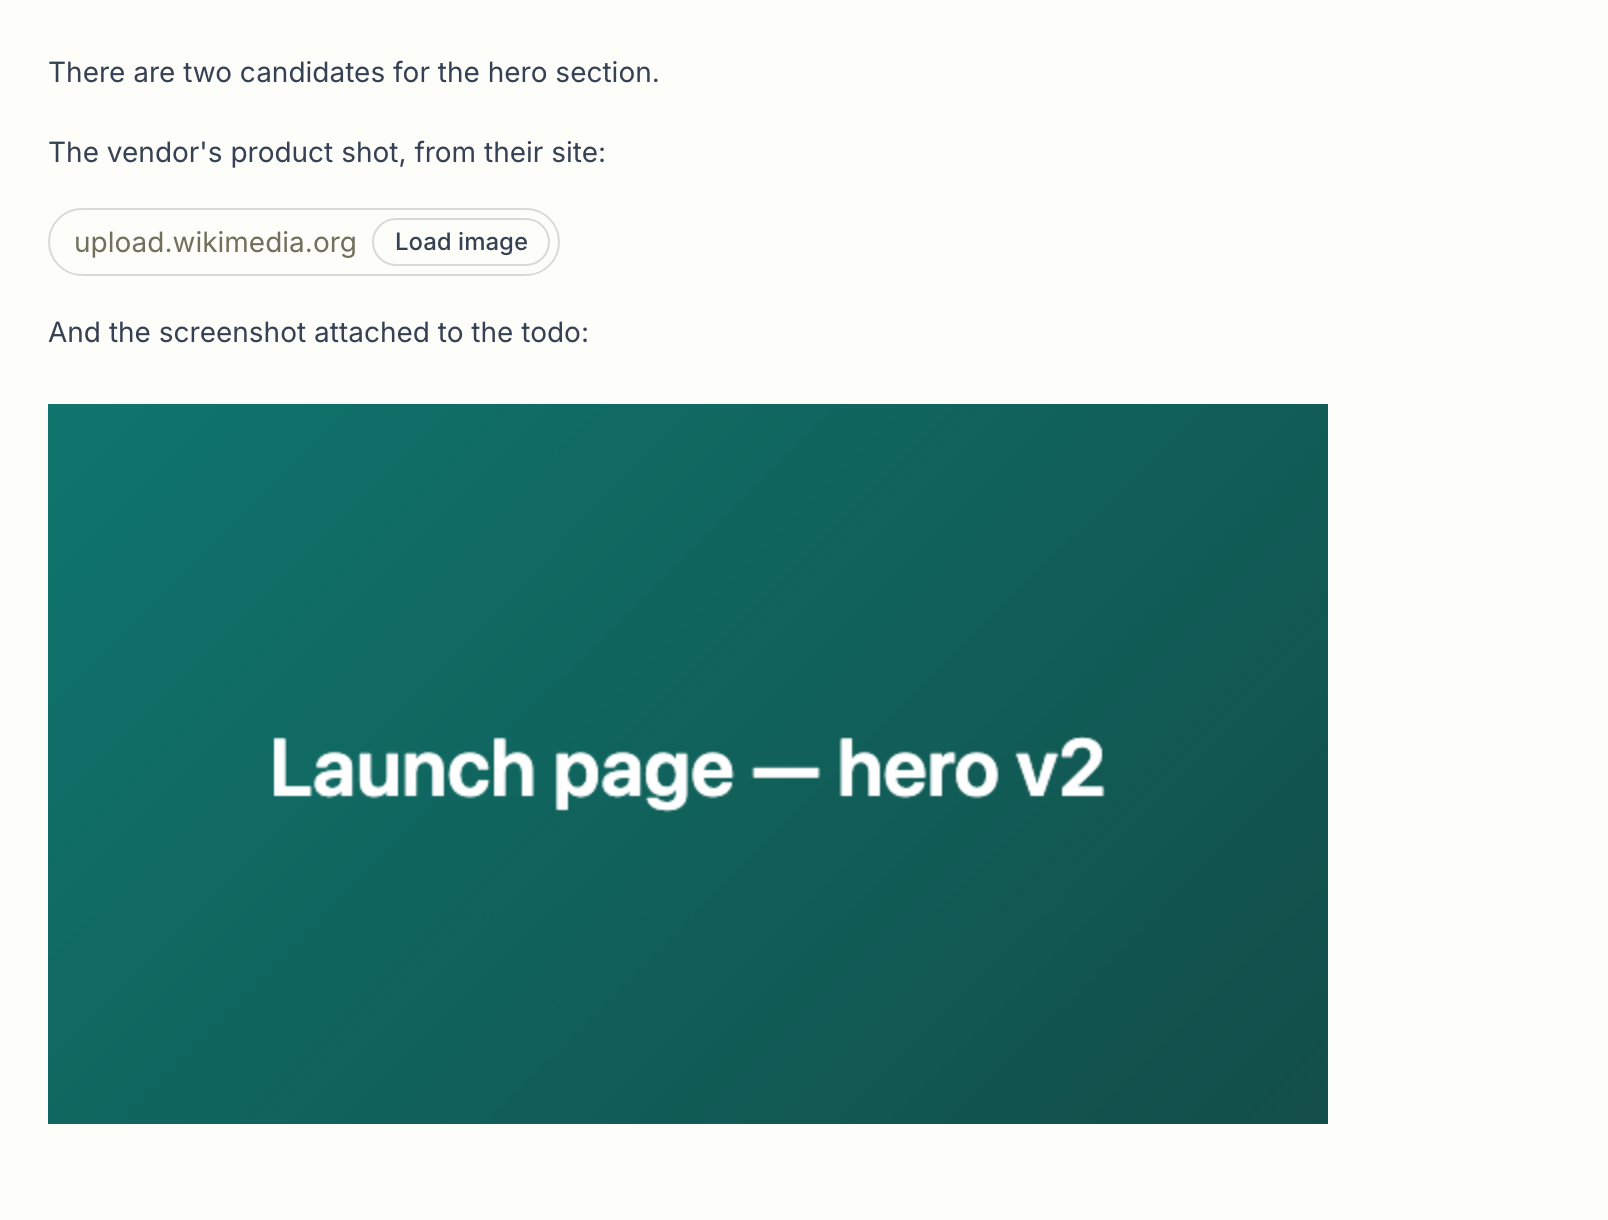 There are two candidates for the hero section.
The vendor's product shot, from their site:
upload.wikimedia.org Load image
And the screenshot attached to the todo:
Launch page — hero v2